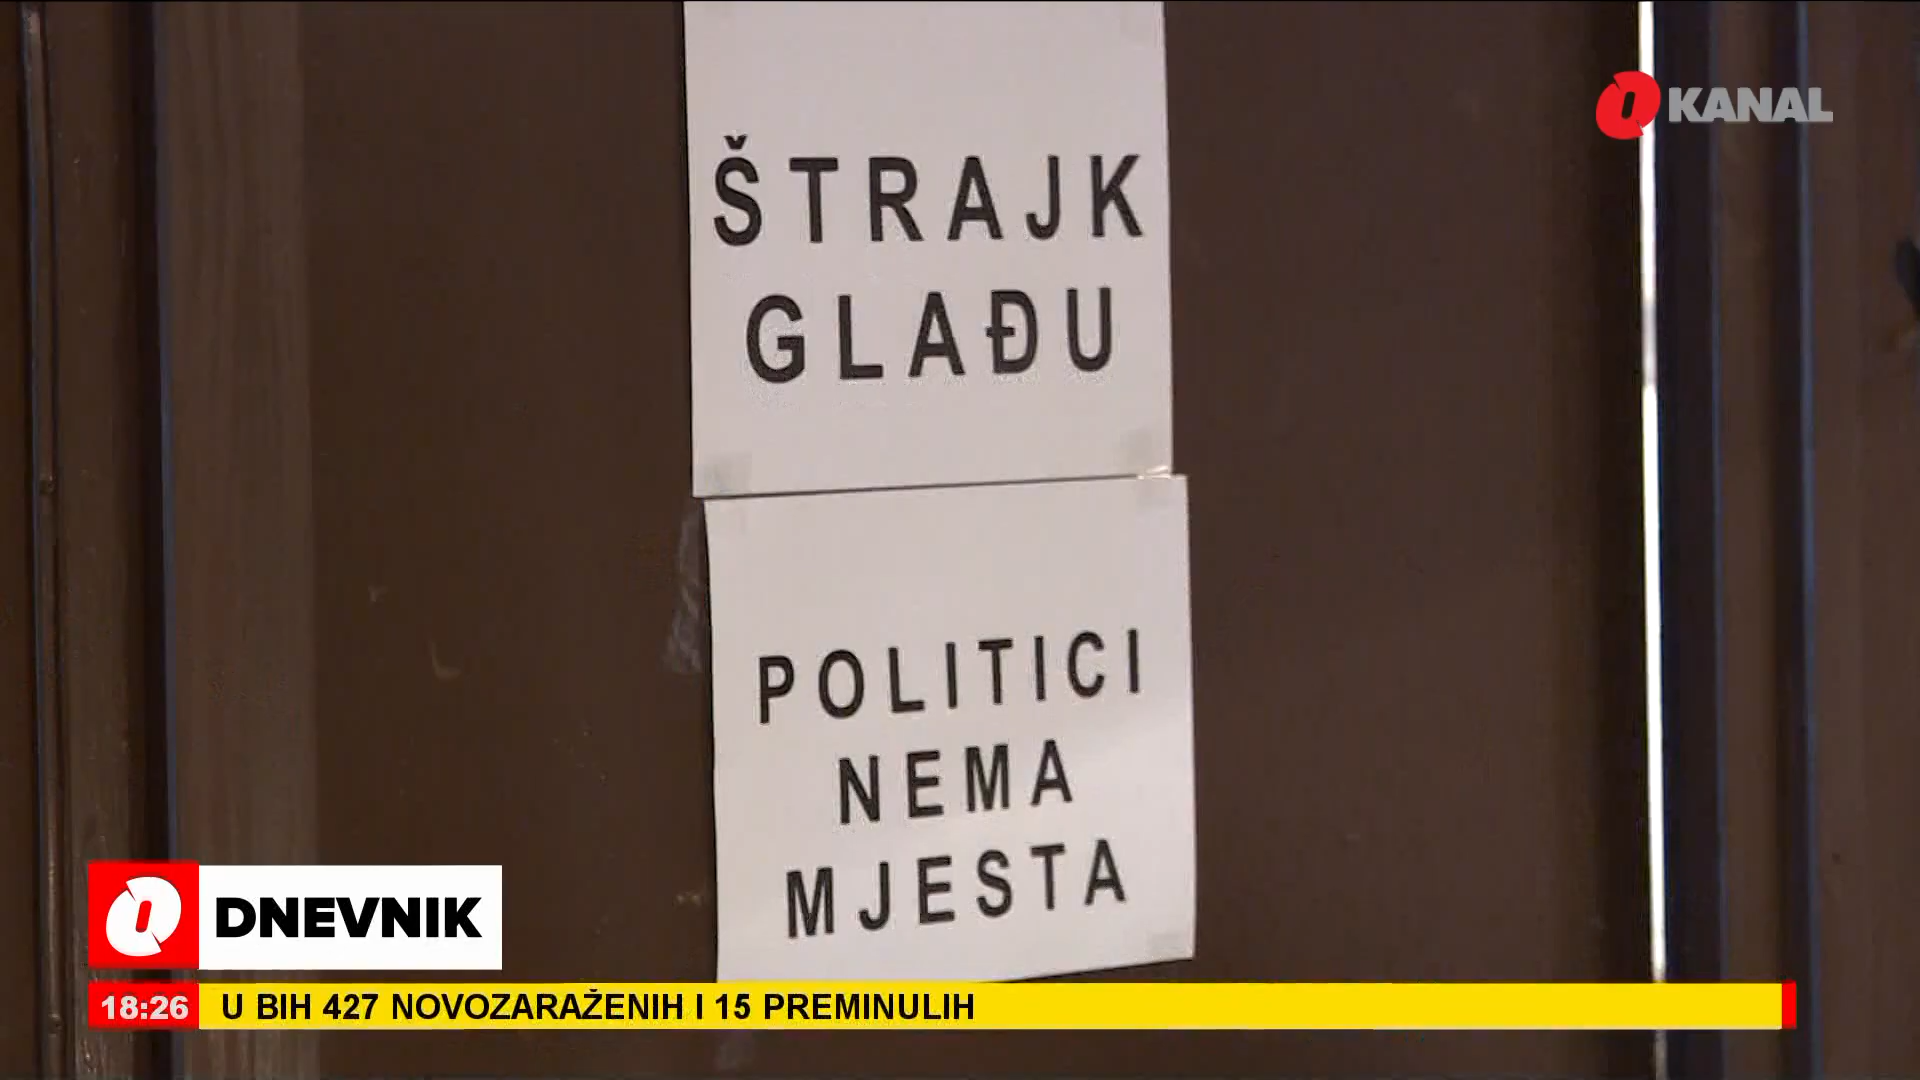 O KANAL
ŠTRAJK
GLAĐU
POLITICI
NEMA
MJESTA
O DNEVNIK
18:26 U BIH 427 NOVOZARAŽENIH I 15 PREMINULIH